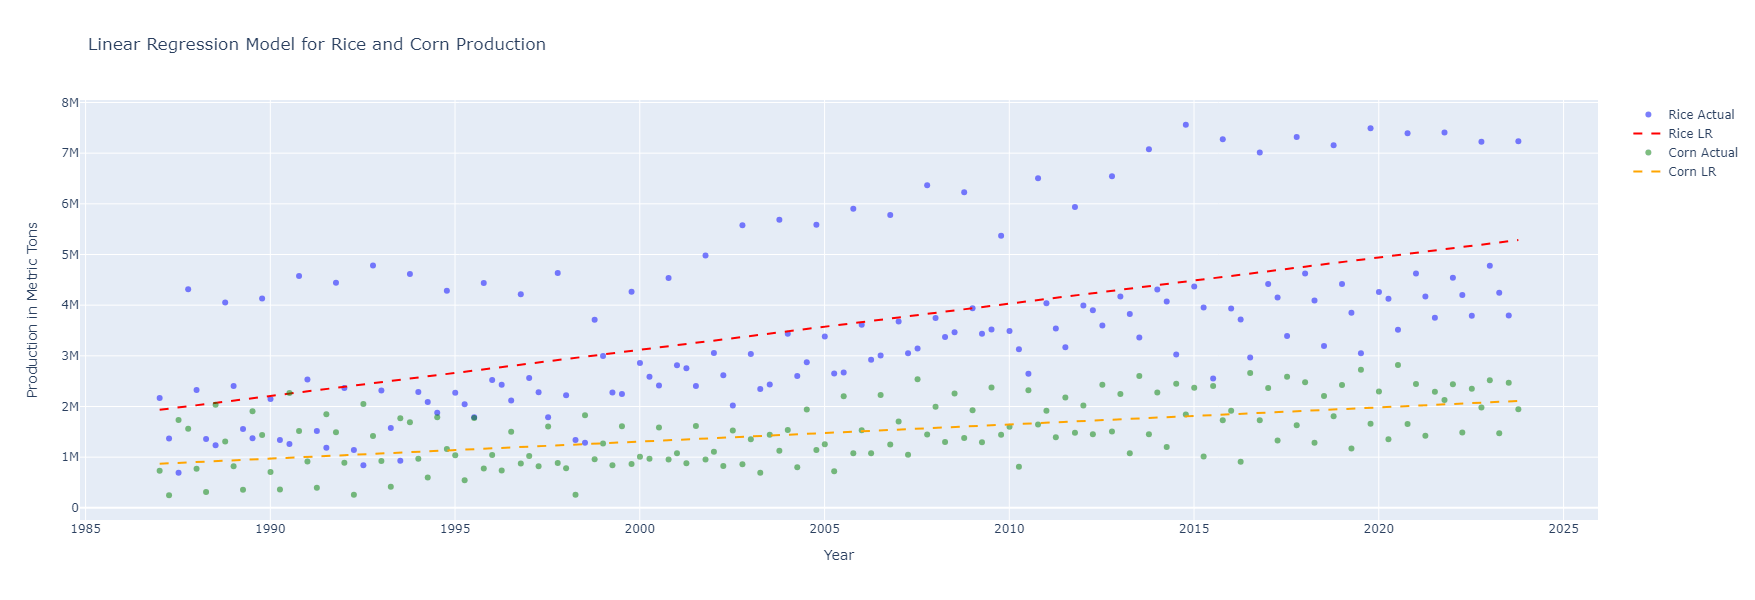 Linear Regression Model for Rice and Corn Production
8M
7M
6M
5M
4M
3M
2M
1M
0
Production in Metric Tons
1985 1990 1995 2000 2005 2010 2015 2020 2025
Year
Rice Actual
Rice LR
Corn Actual
Corn LR